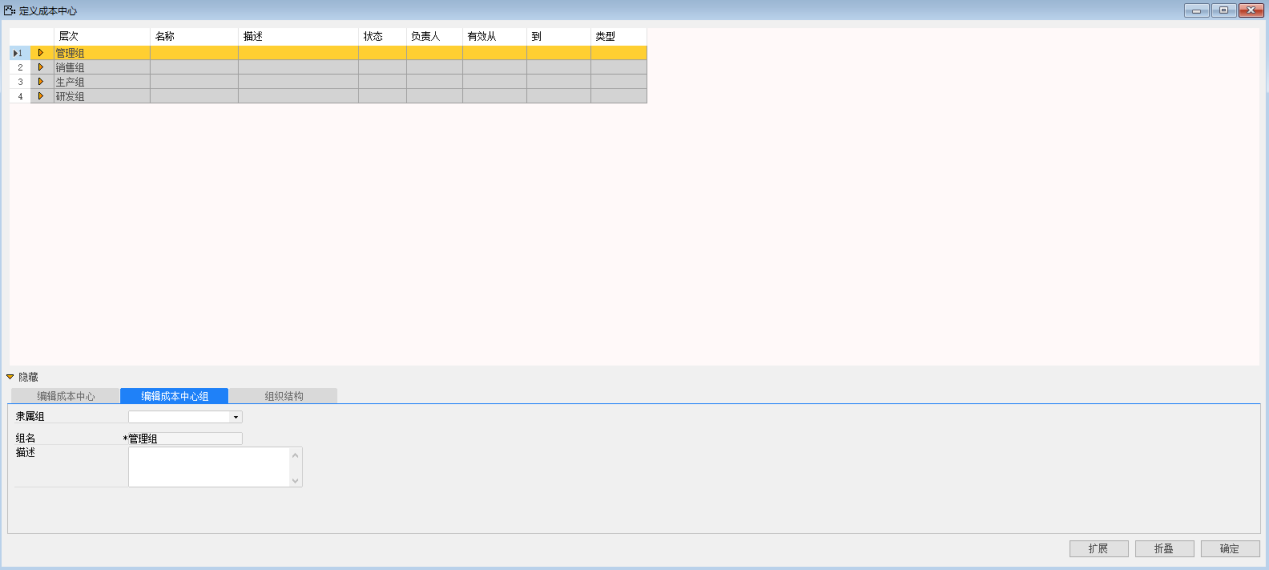 定义成本中心
层次 名称 描述 状态 负责人 有效从 到 类型
1 管理组
2 销售组
3 生产组
4 研发组
隐藏
编辑成本中心 编辑成本中心组 组织结构
隶属组
组名 *管理组
描述
扩展 折叠 确定